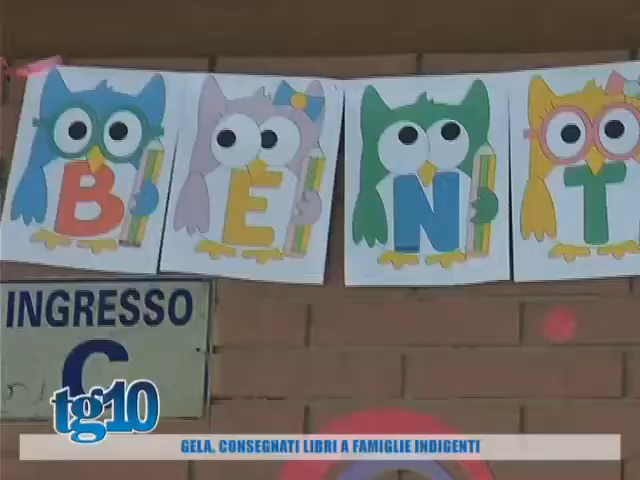 B E N T
INGRESSO
C
tg10
GELA. CONSEGNATI LIBRI A FAMIGLIE INDIGENTI